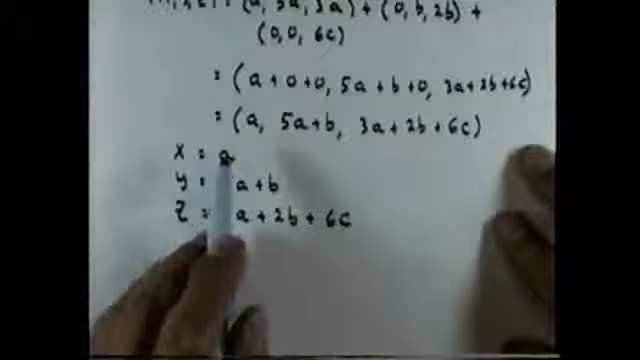 (a, 5a, 3a) + (0, b, 2b) +
(0, 0, 6c)
= (a + 0 + 0, 5a + b + 0, 3a + 2b + 6c)
= (a, 5a + b, 3a + 2b + 6c)
x = a
y = a + b
z = a + 2b + 6c